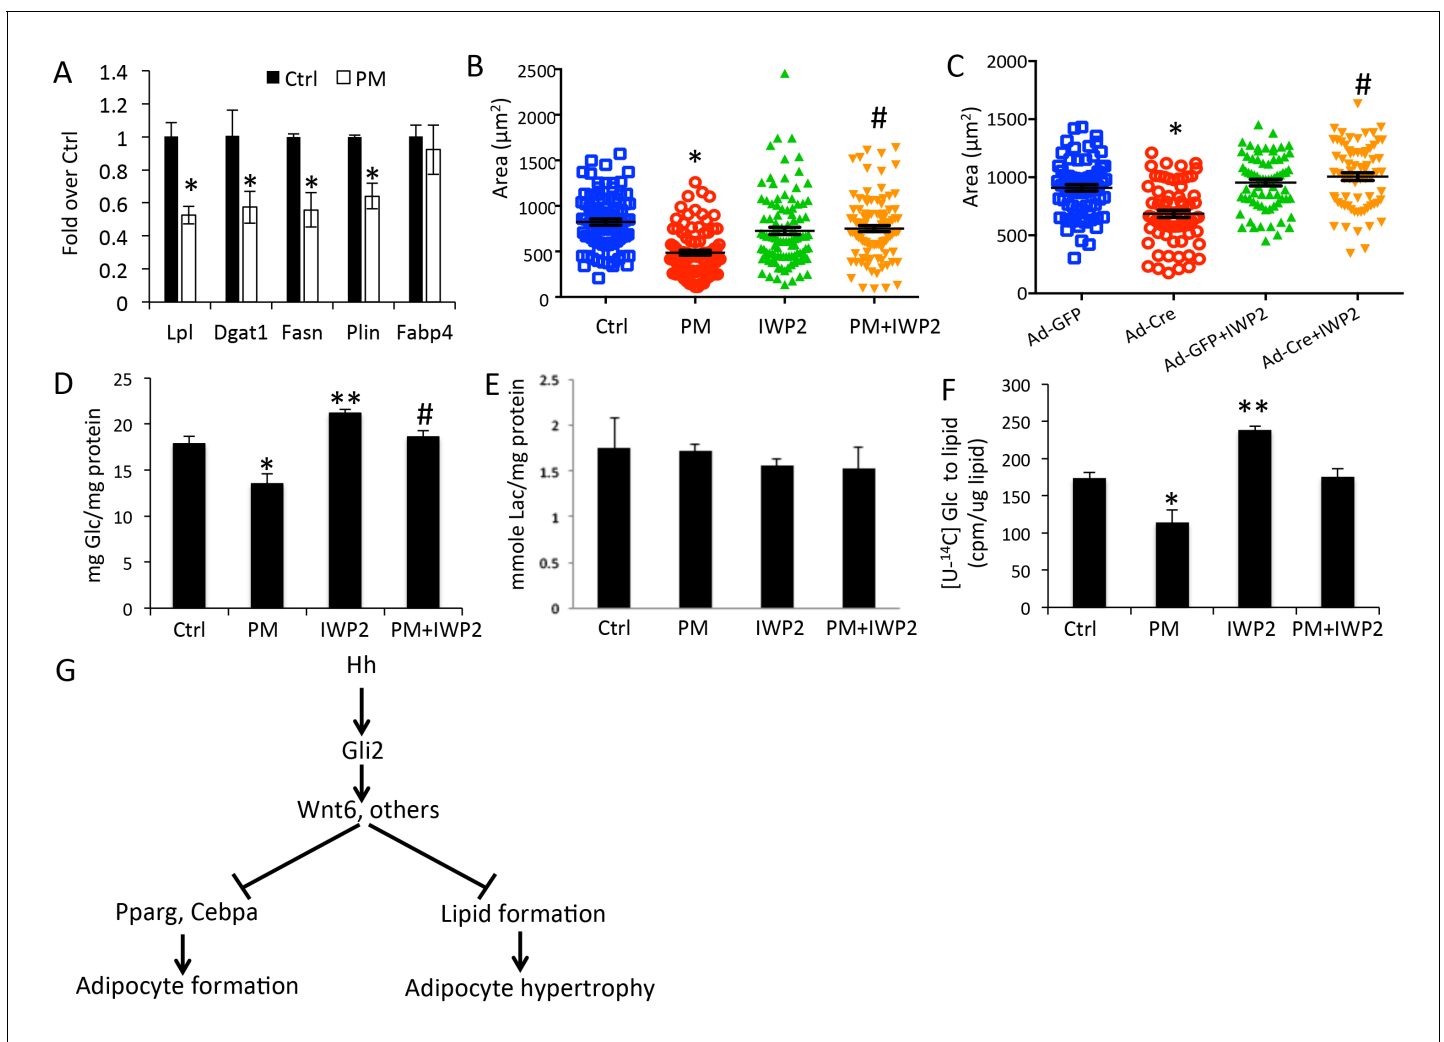 A
1.4
1.2
1
0.8
0.6
0.4
0.2
0
Fold over Ctrl
Ctrl PM
* * * *
Lpl Dgat1 Fasn Plin Fabp4
B
2500
2000
1500
1000
500
0
Area (µm²)
* #
Ctrl PM IWP2 PM+IWP2
C
2000
1500
1000
500
0
Area (µm²)
* #
Ad-GFP Ad-Cre Ad-GFP+IWP2 Ad-Cre+IWP2
D
25
20
15
10
5
0
mg Glc/mg protein
* ** #
Ctrl PM IWP2 PM+IWP2
E
2.5
2
1.5
1
0.5
0
mmole Lac/mg protein
Ctrl PM IWP2 PM+IWP2
F
300
250
200
150
100
50
0
[U-¹⁴C] Glc to lipid
(cpm/ug lipid)
* **
Ctrl PM IWP2 PM+IWP2
G
Hh
Gli2
Wnt6, others
Pparg, Cebpa Lipid formation
Adipocyte formation Adipocyte hypertrophy